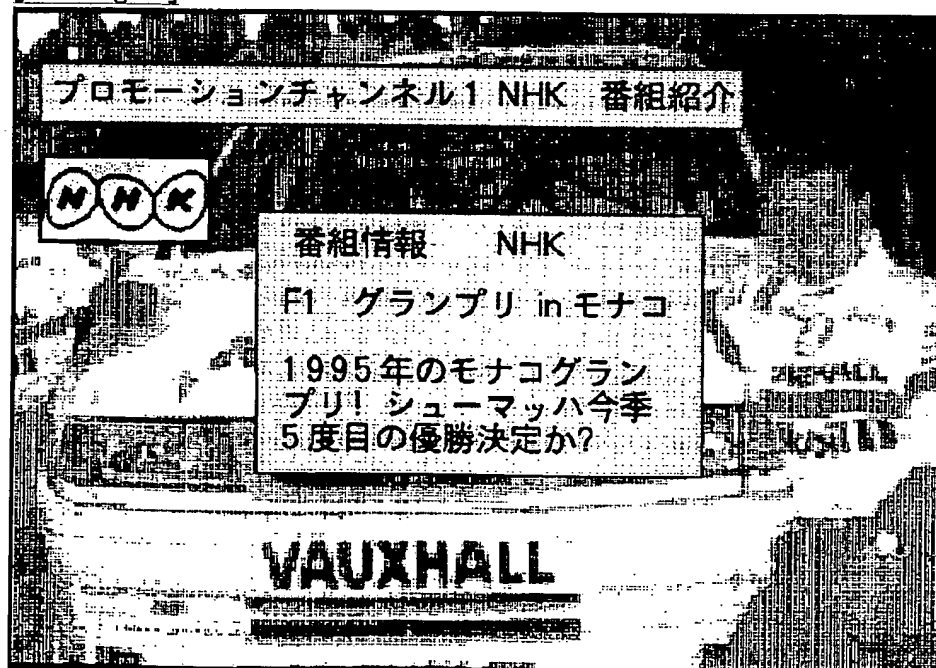 プロモーションチャンネル1 NHK 番組紹介
NHK
番組情報 NHK
F1 グランプリ in モナコ
1995年のモナコグラン
プリ! シューマッハ今季
5度目の優勝決定か?
VAUXHALL